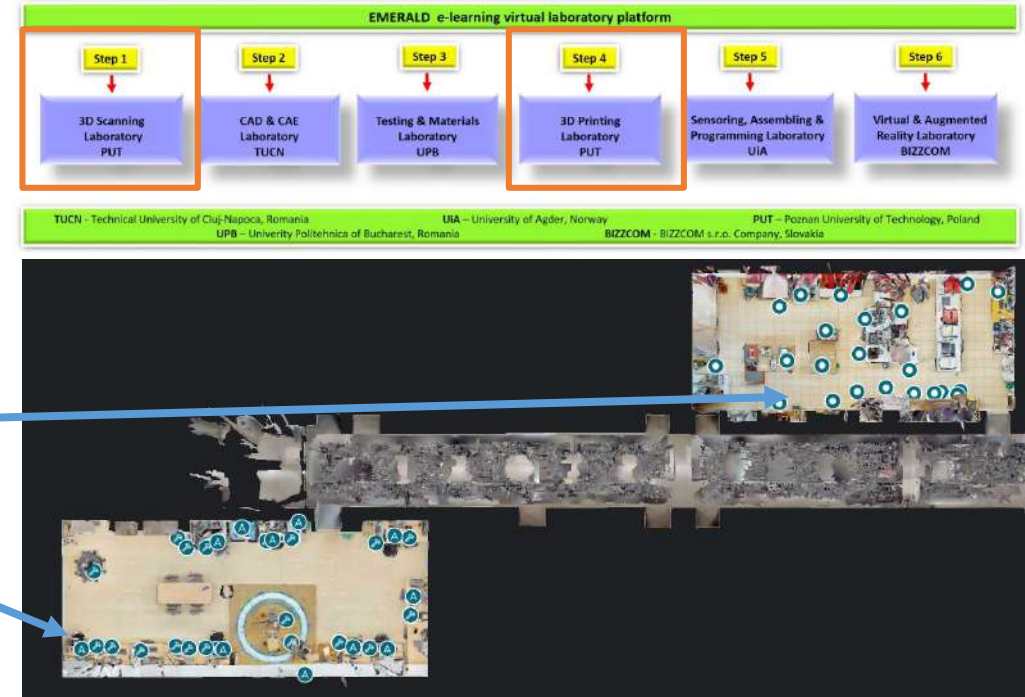 EMERALD e-learning virtual laboratory platform
Step 1
Step 2
Step 3
Step 4
Step 5
Step 6
3D Scanning
Laboratory
PUT
CAD & CAE
Laboratory
TUCN
Testing & Materials
Laboratory
UPB
3D Printing
Laboratory
PUT
Sensoring, Assembling &
Programming Laboratory
UiA
Virtual & Augmented
Reality Laboratory
BIZZCOM
TUCN - Technical University of Cluj-Napoca, Romania
UiA – University of Agder, Norway
PUT – Poznan University of Technology, Poland
UPB – Univerity Politehnica of Bucharest, Romania
BIZZCOM - BIZZCOM s.r.o. Company, Slovakia